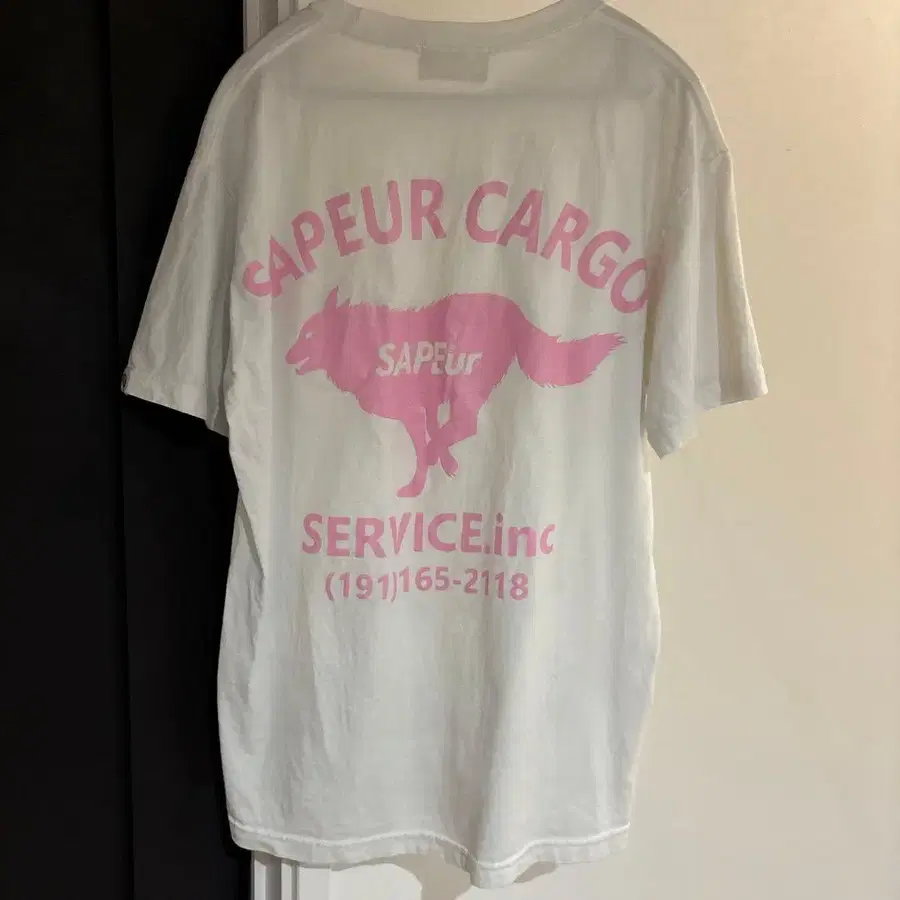 SAPEUR CARGO
SAPEur
SERVICE.inc
(191)165-2118